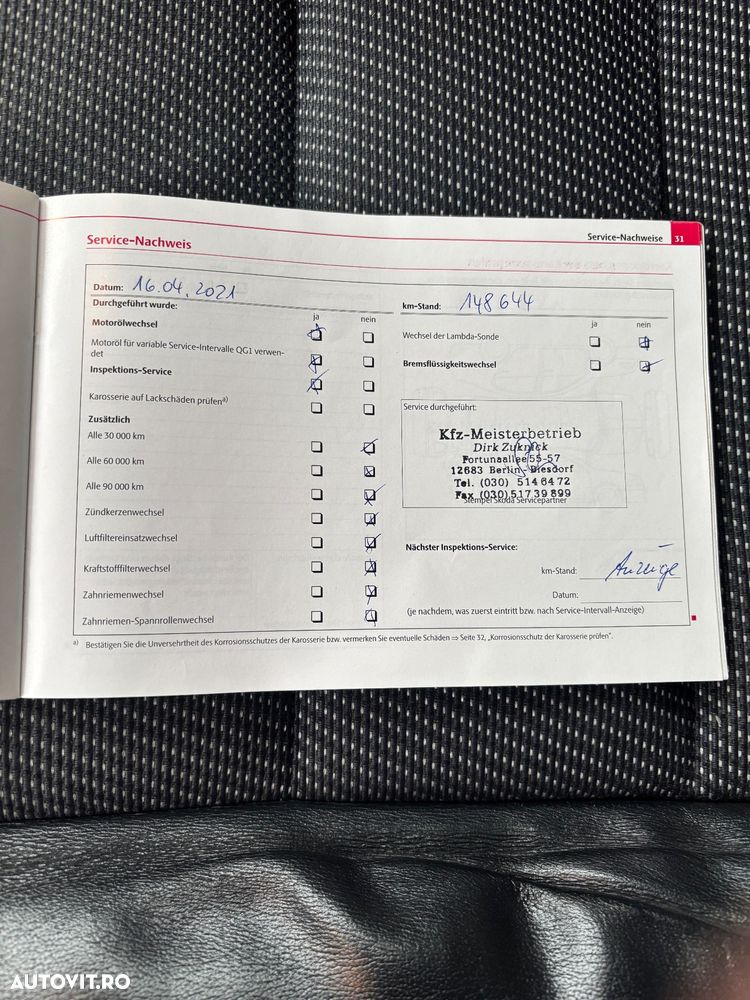 Service-Nachweise 31
Service-Nachweis
Datum: 16.04.2021
Durchgeführt wurde:
ja nein
Motorölwechsel
Motoröl für variable Service-Intervalle QG1 verwen-
det
Inspektions-Service
Karosserie auf Lackschäden prüfen a)
Zusätzlich
Alle 30 000 km
Alle 60 000 km
Alle 90 000 km
Zündkerzenwechsel
Luftfiltereinsatzwechsel
Kraftstofffilterwechsel
Zahnriemenwechsel
Zahnriemen-Spannrollenwechsel
km-Stand: 148644
ja nein
Wechsel der Lambda-Sonde
Bremsflüssigkeitswechsel
Service durchgeführt:
Kfz-Meisterbetrieb
Dirk Zuknick
Fortunaallee 55-57
12683 Berlin - Biesdorf
Tel. (030) 514 64 72
Fax (030) 517 39 899
Stempel Škoda Servicepartner
Nächster Inspektions-Service:
km-Stand: Anzeige
Datum:
(je nachdem, was zuerst eintritt bzw. nach Service-Intervall-Anzeige)
a) Bestätigen Sie die Unversehrtheit des Korrosionsschutzes der Karosserie bzw. vermerken Sie eventuelle Schäden ⇒ Seite 32, „Korrosionsschutz der Karosserie prüfen".
AUTOVIT.RO